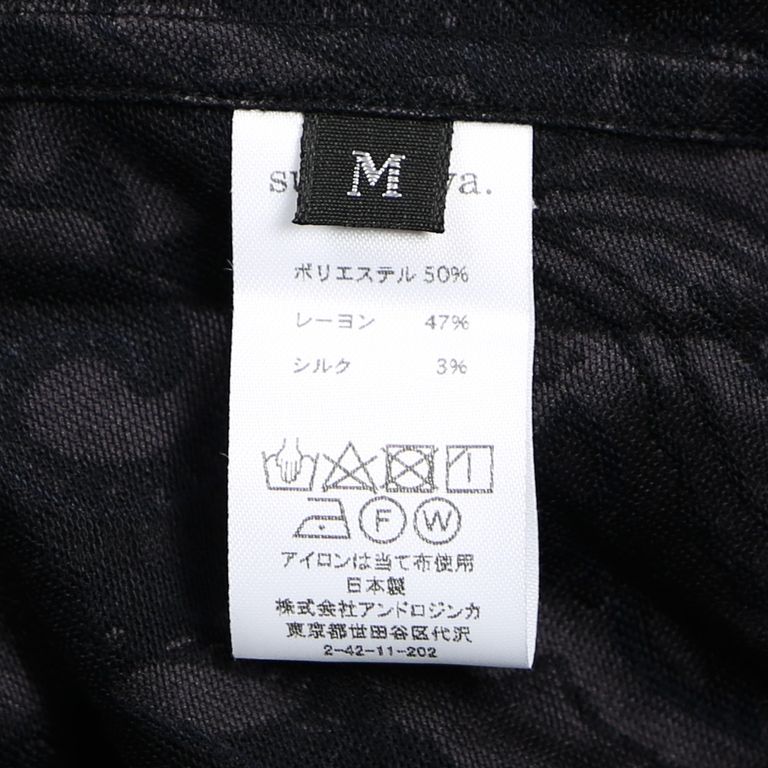 M
ポリエステル 50%
レーヨン 47%
シルク 3%
F W
アイロンは当て布使用
日本製
株式会社アンドロジンカ
東京都世田谷区代沢
2-42-11-202